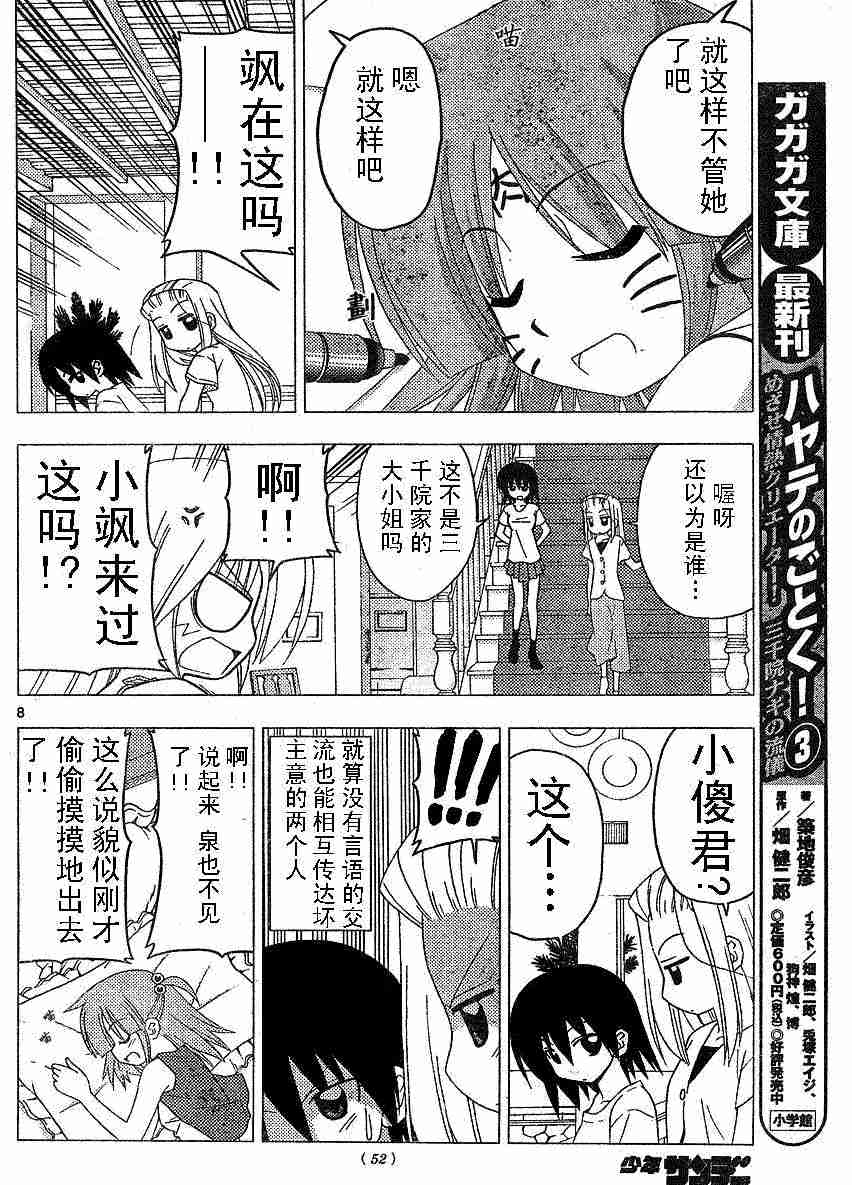 就这样不管她
了吧
喵
嗯
就这样吧
劃
飒在这吗
——!!
喔呀
还以为是谁…
这不是三
千院家的
大小姐吗
啊!!
小飒来过
这吗!?
8
小傻君?
这个…
!!!
就算没有言语的交
流也能相互传达坏
主意的两个人
啊!!
说起来 泉也不见
了!!
这么说貌似刚才
偷偷摸摸地出去
了!!
ガガガ文庫
最新刊
ハヤテのごとく!③
めざせ情熱クリエーター!三千院ナギの流儀
著/築地俊彦
原作/畑健二郎
イラスト/畑健二郎、兎塚エイジ、
狗神煌、博
◎定価600円(税込)◎好評発売中
小学館
(52)
少年サンデー